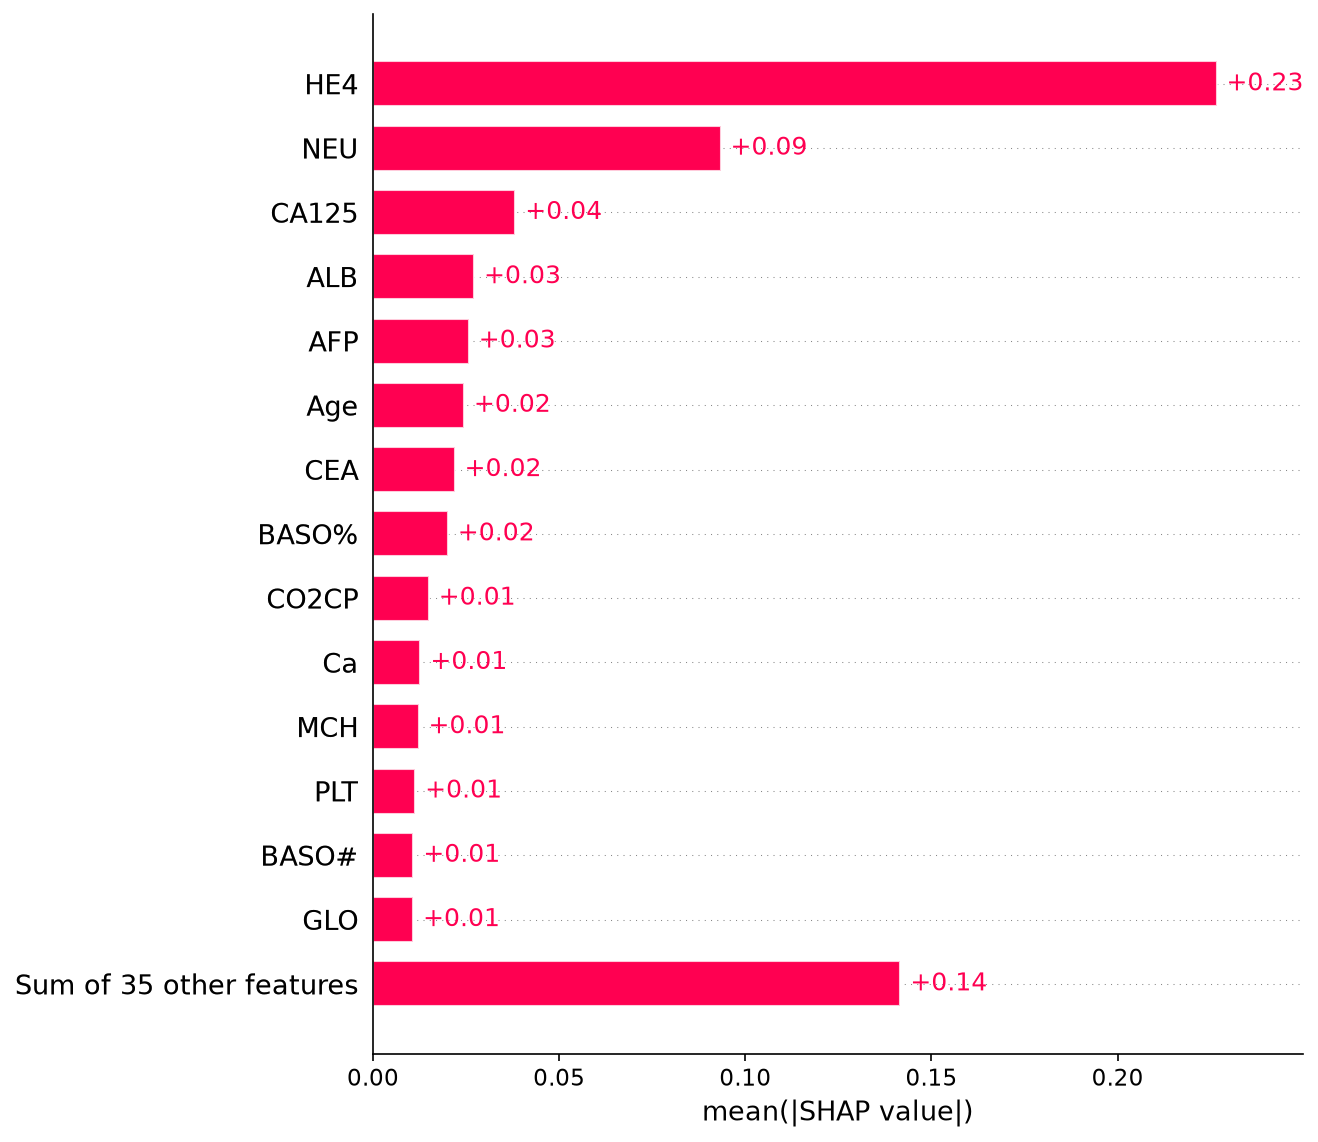 HE4 +0.23
NEU +0.09
CA125 +0.04
ALB +0.03
AFP +0.03
Age +0.02
CEA +0.02
BASO% +0.02
CO2CP +0.01
Ca +0.01
MCH +0.01
PLT +0.01
BASO# +0.01
GLO +0.01
Sum of 35 other features +0.14
0.00 0.05 0.10 0.15 0.20
mean(|SHAP value|)